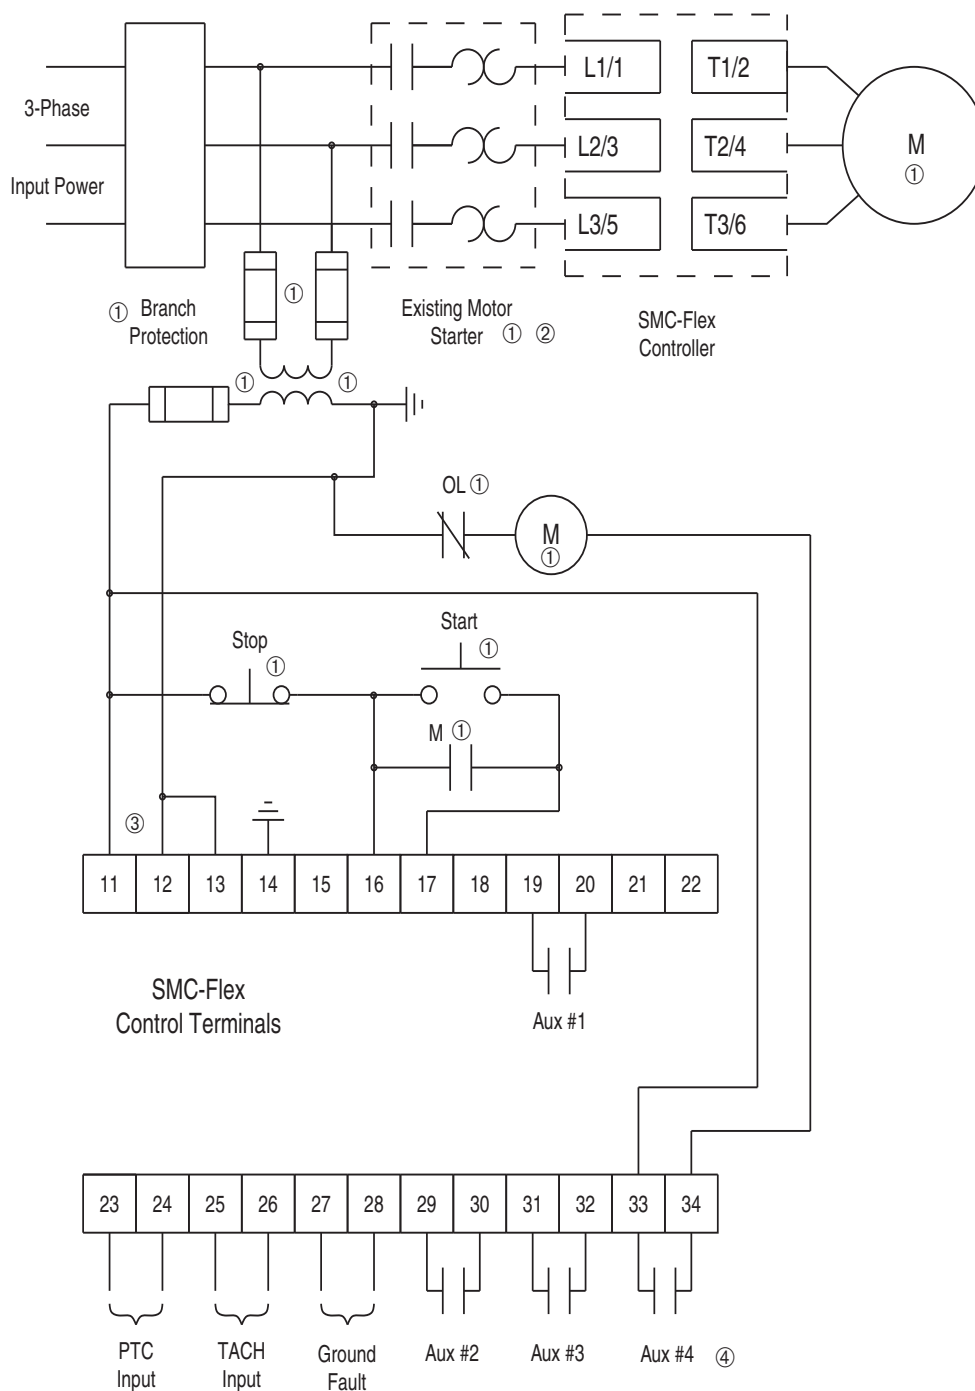 3-Phase
Input Power
L1/1
T1/2
L2/3
T2/4
L3/5
T3/6
M
①
① Branch
Protection
①
Existing Motor
Starter ① ②
SMC-Flex
Controller
① ①
OL ①
M
①
Stop
①
Start
①
M ①
③
11 12 13 14 15 16 17 18 19 20 21 22
SMC-Flex
Control Terminals
Aux #1
23 24 25 26 27 28 29 30 31 32 33 34
PTC
Input
TACH
Input
Ground
Fault
Aux #2
Aux #3
Aux #4 ④